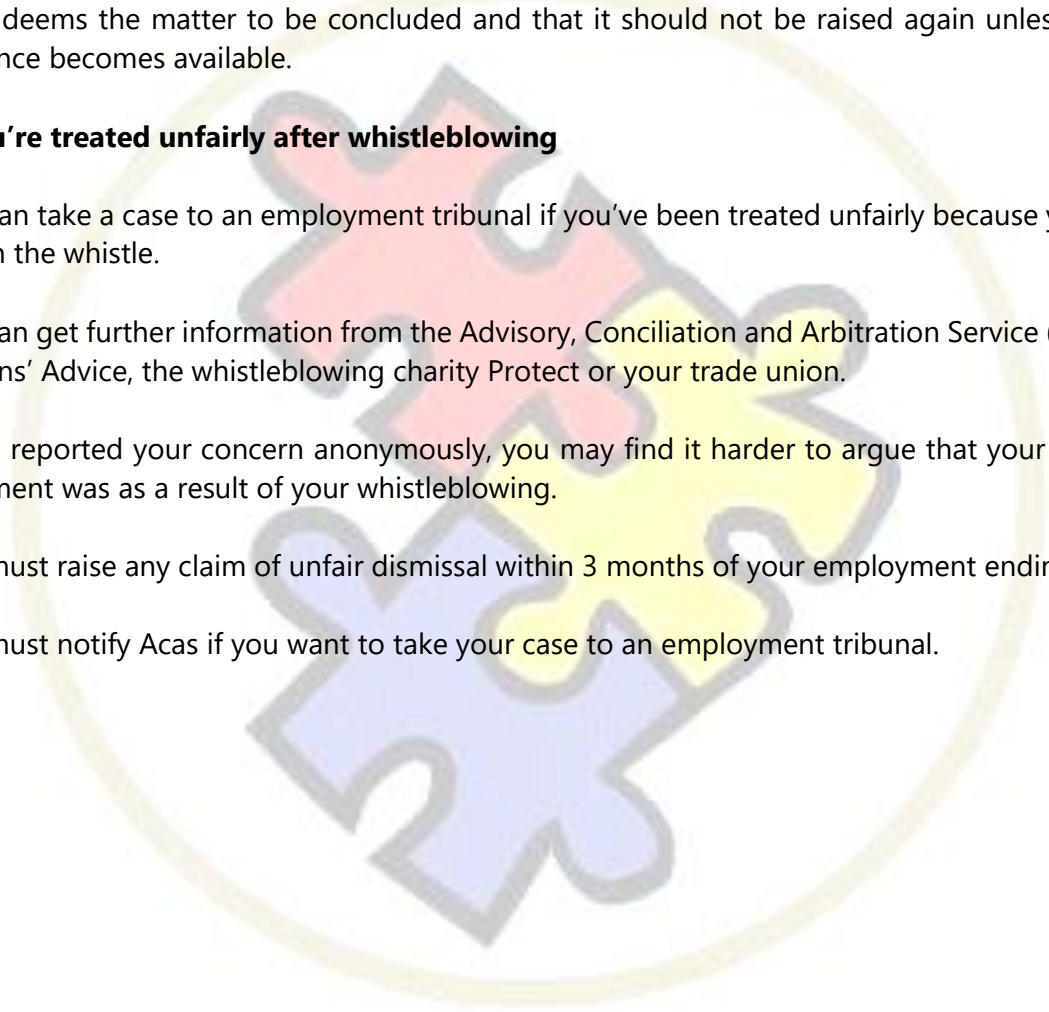 deems the matter to be concluded and that it should not be raised again unles
nce becomes available.
u're treated unfairly after whistleblowing
an take a case to an employment tribunal if you've been treated unfairly because y
n the whistle.
an get further information from the Advisory, Conciliation and Arbitration Service (
ns' Advice, the whistleblowing charity Protect or your trade union.
reported your concern anonymously, you may find it harder to argue that your
ment was as a result of your whistleblowing.
must raise any claim of unfair dismissal within 3 months of your employment endin
must notify Acas if you want to take your case to an employment tribunal.